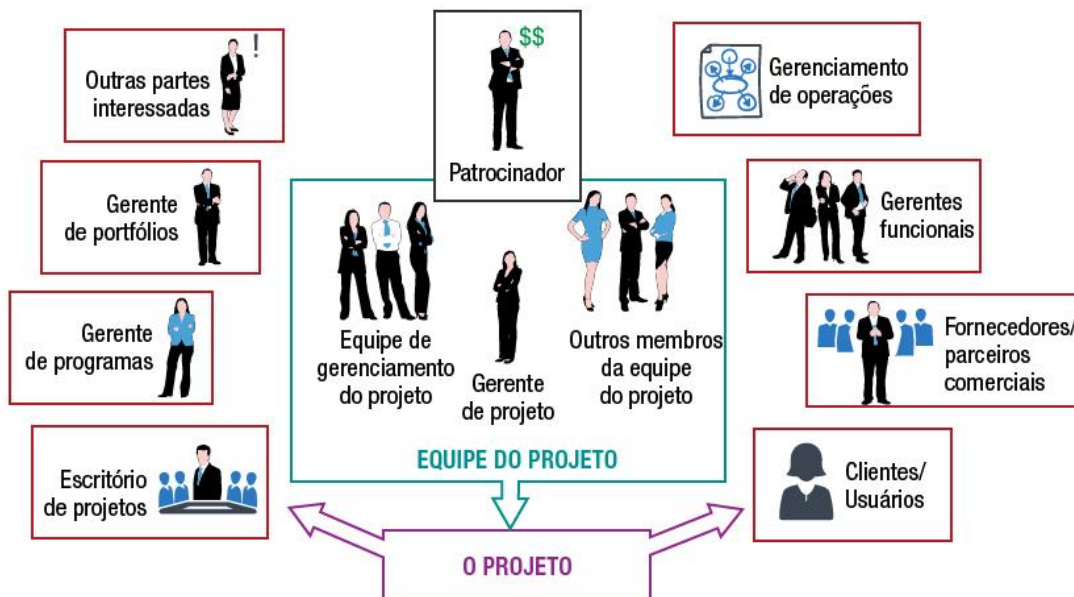 $$
Patrocinador
!
Outras partes
interessadas
Gerente
de portfólios
Gerente
de programas
Escritório
de projetos
Equipe de
gerenciamento
do projeto
Gerente
de projeto
Outros membros
da equipe
do projeto
EQUIPE DO PROJETO
O PROJETO
Gerenciamento
de operações
Gerentes
funcionais
Fornecedores/
parceiros
comerciais
Clientes/
Usuários